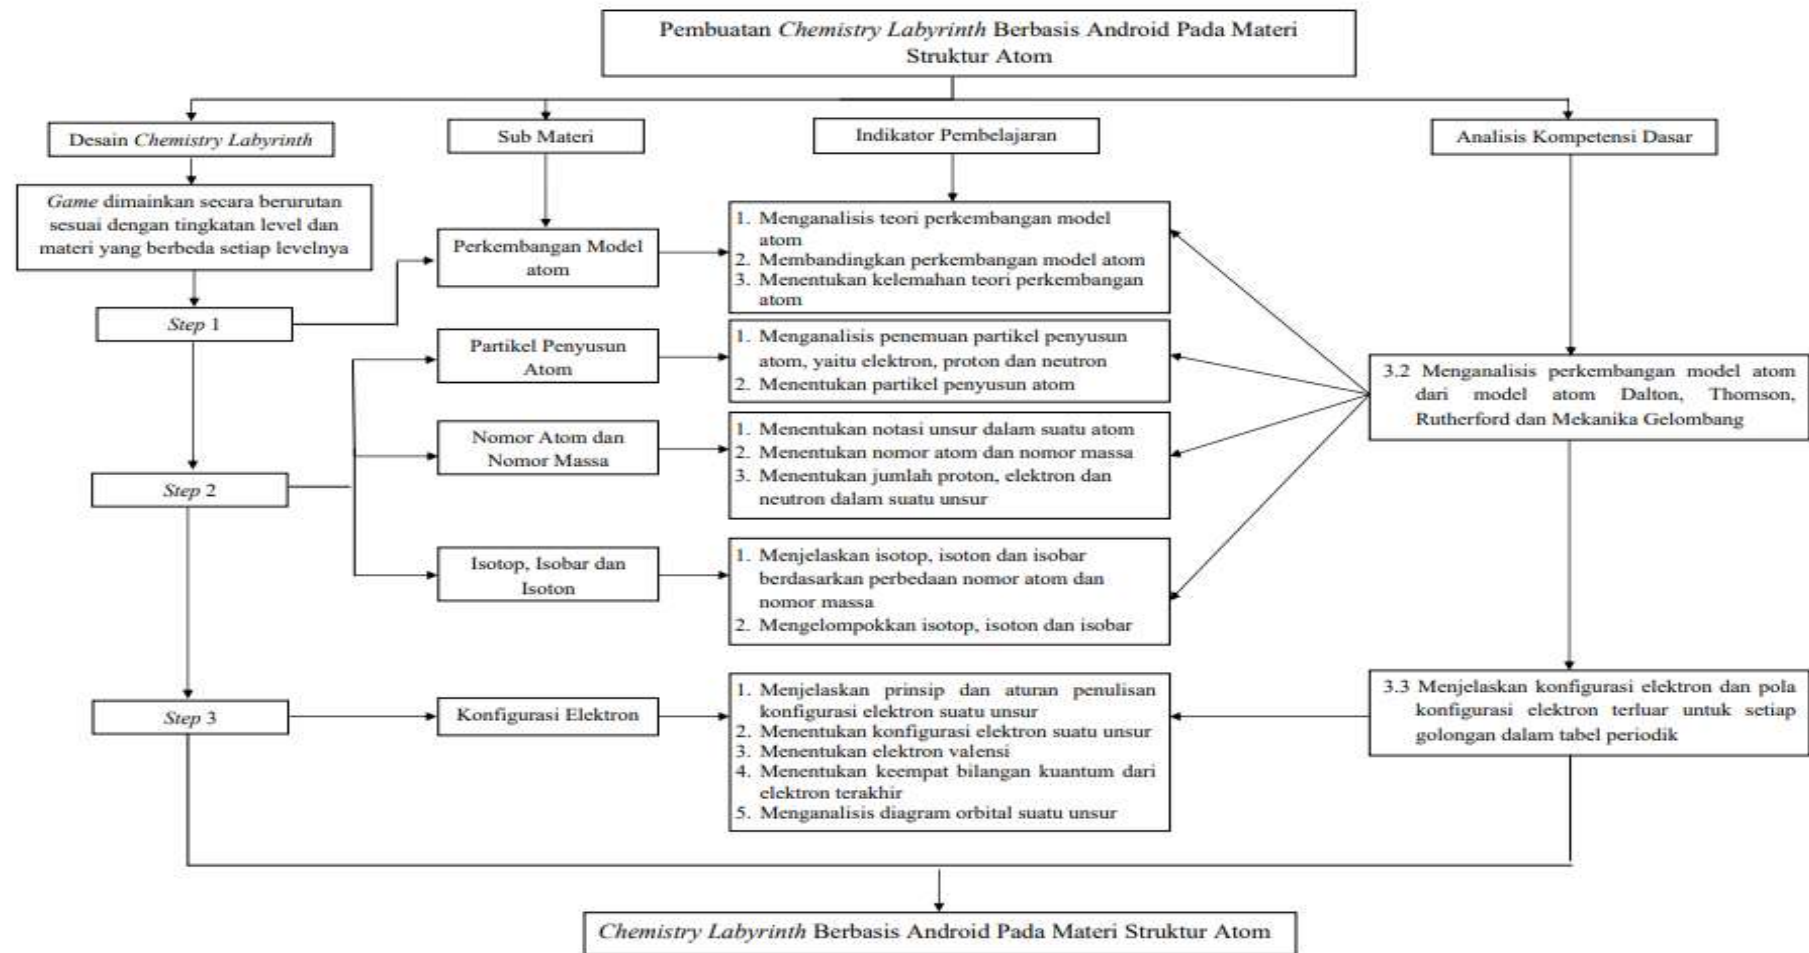 Pembuatan Chemistry Labyrinth Berbasis Android Pada Materi
Struktur Atom
Desain Chemistry Labyrinth
Sub Materi
Indikator Pembelajaran
Analisis Kompetensi Dasar
Game dimainkan secara berurutan
sesuai dengan tingkatan level dan
materi yang berbeda setiap levelnya
Step 1
Perkembangan Model
atom
1. Menganalisis teori perkembangan model
atom
2. Membandingkan perkembangan model atom
3. Menentukan kelemahan teori perkembangan
atom
Partikel Penyusun
Atom
1. Menganalisis penemuan partikel penyusun
atom, yaitu elektron, proton dan neutron
2. Menentukan partikel penyusun atom
3.2 Menganalisis perkembangan model atom
dari model atom Dalton, Thomson,
Rutherford dan Mekanika Gelombang
Step 2
Nomor Atom dan
Nomor Massa
1. Menentukan notasi unsur dalam suatu atom
2. Menentukan nomor atom dan nomor massa
3. Menentukan jumlah proton, elektron dan
neutron dalam suatu unsur
Isotop, Isobar dan
Isoton
1. Menjelaskan isotop, isoton dan isobar
berdasarkan perbedaan nomor atom dan
nomor massa
2. Mengelompokkan isotop, isoton dan isobar
Step 3
Konfigurasi Elektron
1. Menjelaskan prinsip dan aturan penulisan
konfigurasi elektron suatu unsur
2. Menentukan konfigurasi elektron suatu unsur
3. Menentukan elektron valensi
4. Menentukan keempat bilangan kuantum dari
elektron terakhir
5. Menganalisis diagram orbital suatu unsur
3.3 Menjelaskan konfigurasi elektron dan pola
konfigurasi elektron terluar untuk setiap
golongan dalam tabel periodik
Chemistry Labyrinth Berbasis Android Pada Materi Struktur Atom